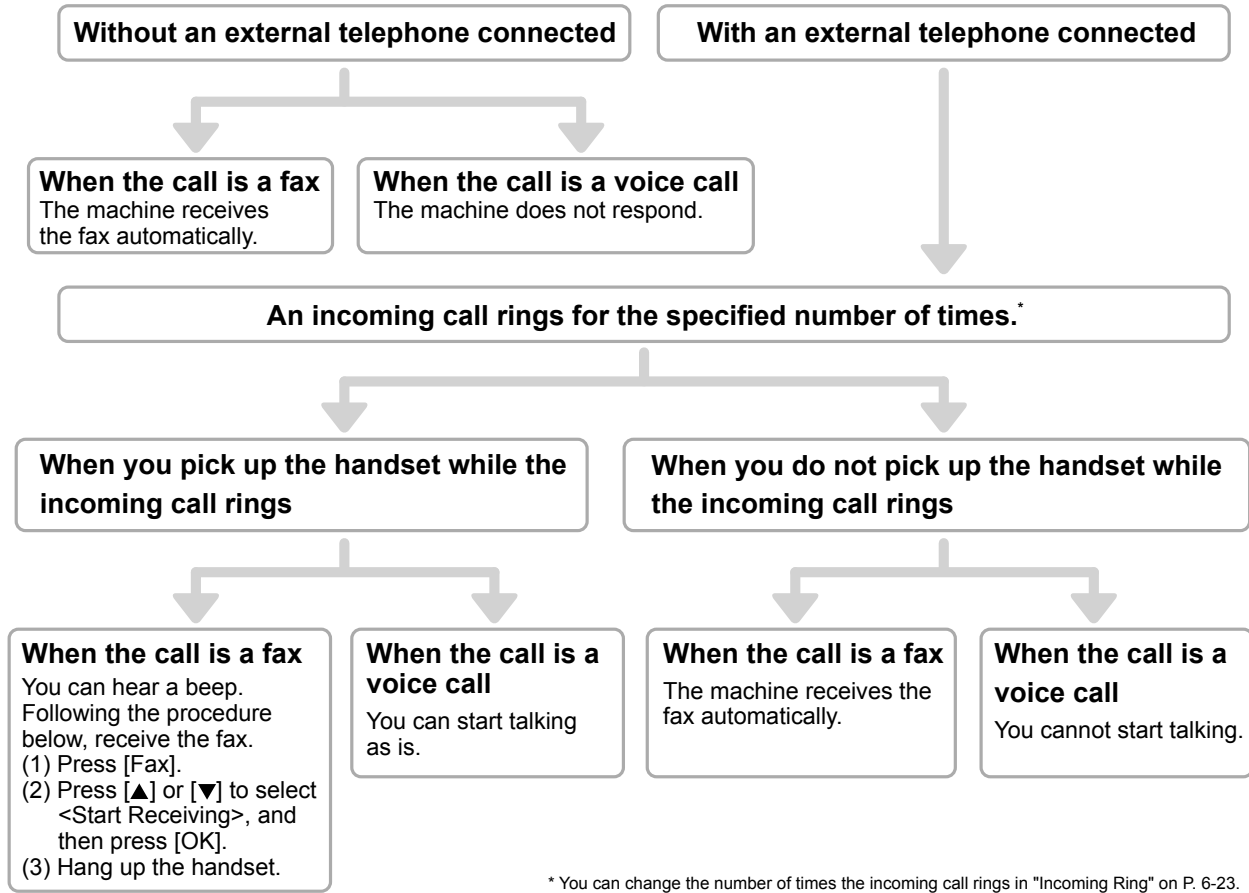 Without an external telephone connected
With an external telephone connected
When the call is a fax
The machine receives
the fax automatically.
When the call is a voice call
The machine does not respond.
An incoming call rings for the specified number of times.*
When you pick up the handset while the
incoming call rings
When you do not pick up the handset while
the incoming call rings
When the call is a fax
You can hear a beep.
Following the procedure
below, receive the fax.
(1) Press [Fax].
(2) Press [▲] or [▼] to select
<Start Receiving>, and
then press [OK].
(3) Hang up the handset.
When the call is a
voice call
You can start talking
as is.
When the call is a fax
The machine receives the
fax automatically.
When the call is a
voice call
You cannot start talking.
* You can change the number of times the incoming call rings in "Incoming Ring" on P. 6-23.